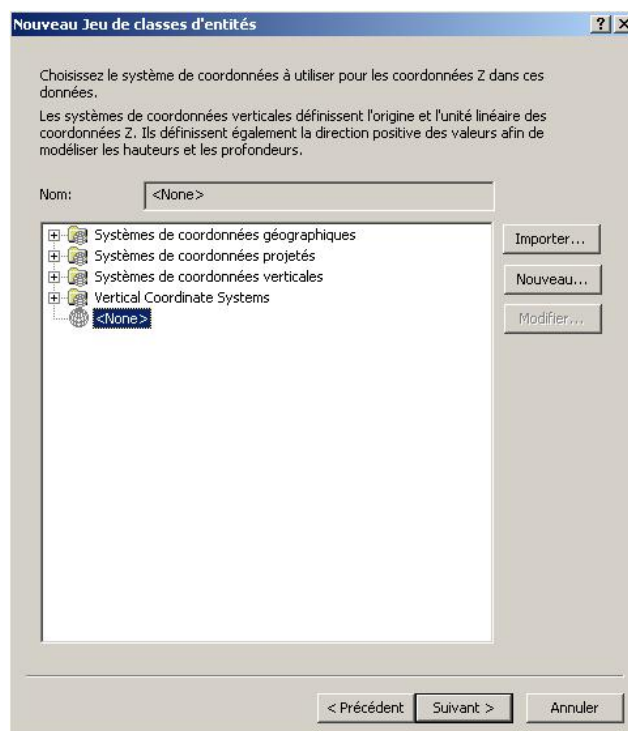 Nouveau Jeu de classes d'entités
Choisissez le système de coordonnées à utiliser pour les coordonnées Z dans ces
données.
Les systèmes de coordonnées verticales définissent l'origine et l'unité linéaire des
coordonnées Z. Ils définissent également la direction positive des valeurs afin de
modéliser les hauteurs et les profondeurs.
Nom: <None>
Systèmes de coordonnées géographiques
Systèmes de coordonnées projetés
Systèmes de coordonnées verticales
Vertical Coordinate Systems
<None>
Importer...
Nouveau...
Modifier...
< Précédent
Suivant >
Annuler